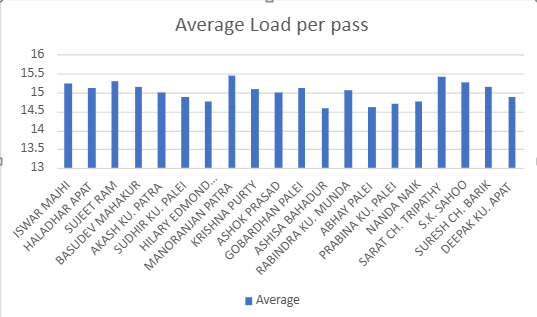 Average Load per pass
16
15.5
15
14.5
14
13.5
13
ISWAR MAJHI
HALADHAR APAT
SUJEET RAM
BASUDEV MAHAKUR
AKASH KU. PATRA
SUDHIR KU. PALEI
HILARY EDMOND...
MANORANJAN PATRA
KRISHNA PURTY
ASHOK PRASAD
GOBARDHAN PALEI
ASHISA BAHADUR
RABINDRA KU. MUNDA
ABHAY PALEI
PRABINA KU. PALEI
NANDA NAIK
SARAT CH. TRIPATHY
S.K. SAHOO
SURESH CH. BARIK
DEEPAK KU. APAT
Average